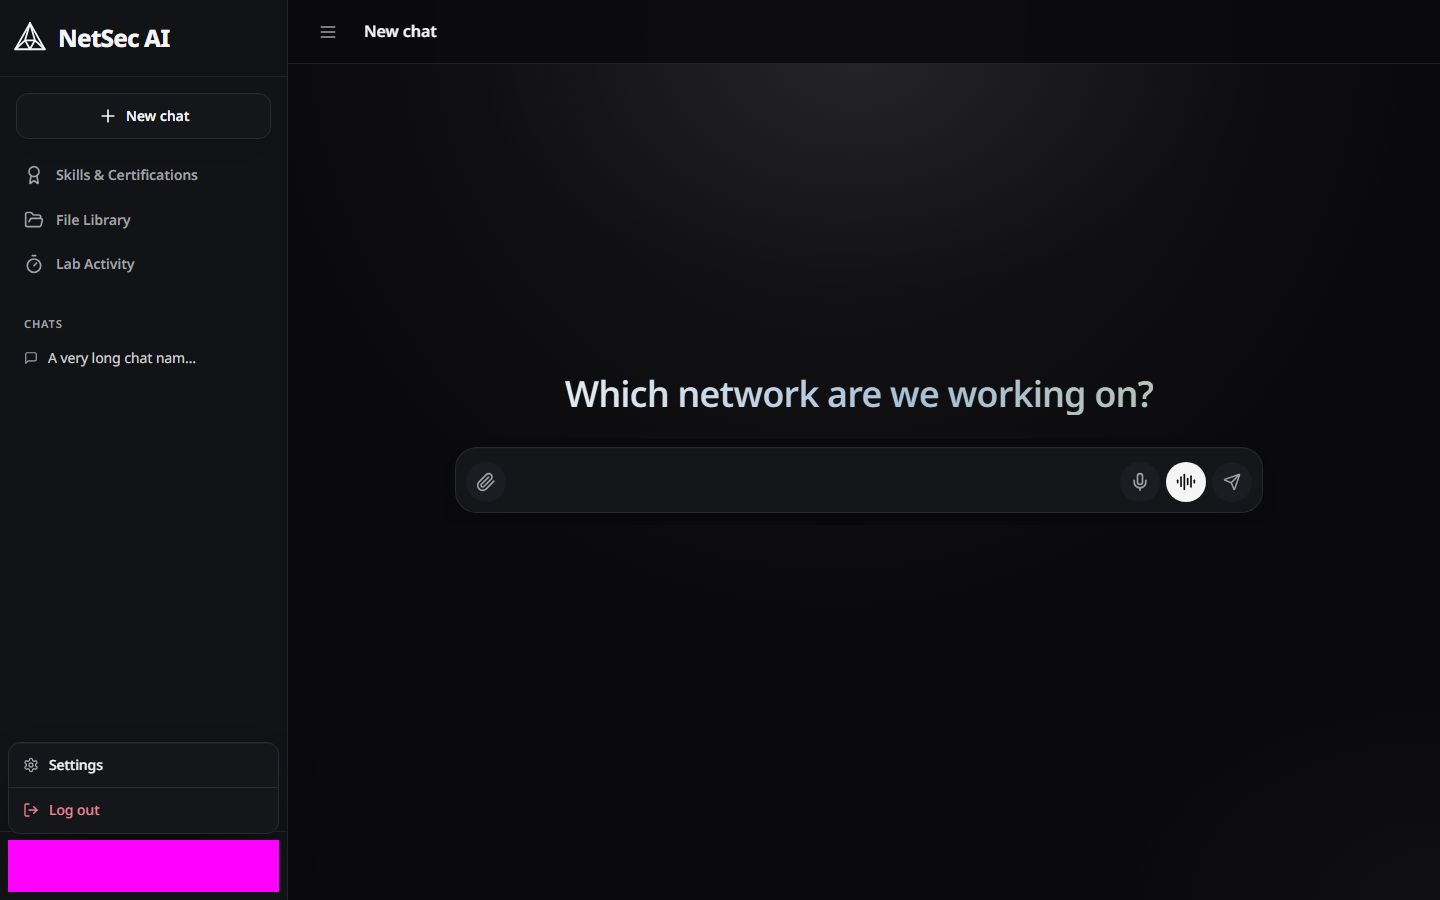 NetSec AI
New chat
New chat
Skills & Certifications
File Library
Lab Activity
CHATS
A very long chat nam...
Which network are we working on?
Settings
Log out